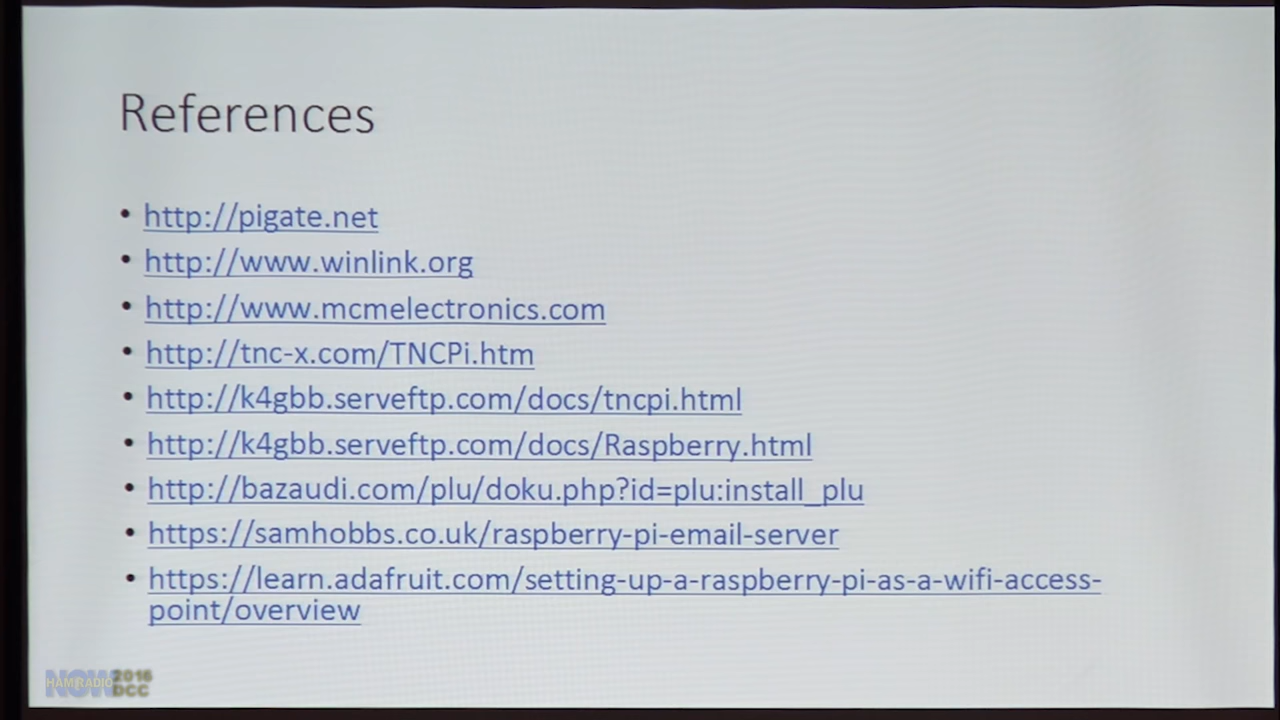 References
• http://pigate.net
• http://www.winlink.org
• http://www.mcmelectronics.com
• http://tnc-x.com/TNCPi.htm
• http://k4gbb.serveftp.com/docs/tncpi.html
• http://k4gbb.serveftp.com/docs/Raspberry.html
• http://bazaudi.com/plu/doku.php?id=plu:install_plu
• https://samhobbs.co.uk/raspberry-pi-email-server
• https://learn.adafruit.com/setting-up-a-raspberry-pi-as-a-wifi-access-
point/overview
HAM RADIO NOW 2016
DCC